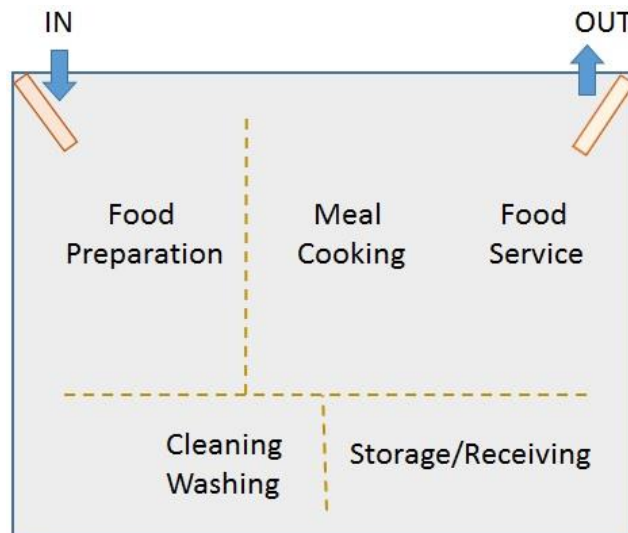 IN
OUT
Food
Preparation
Meal
Cooking
Food
Service
Cleaning
Washing
Storage/Receiving